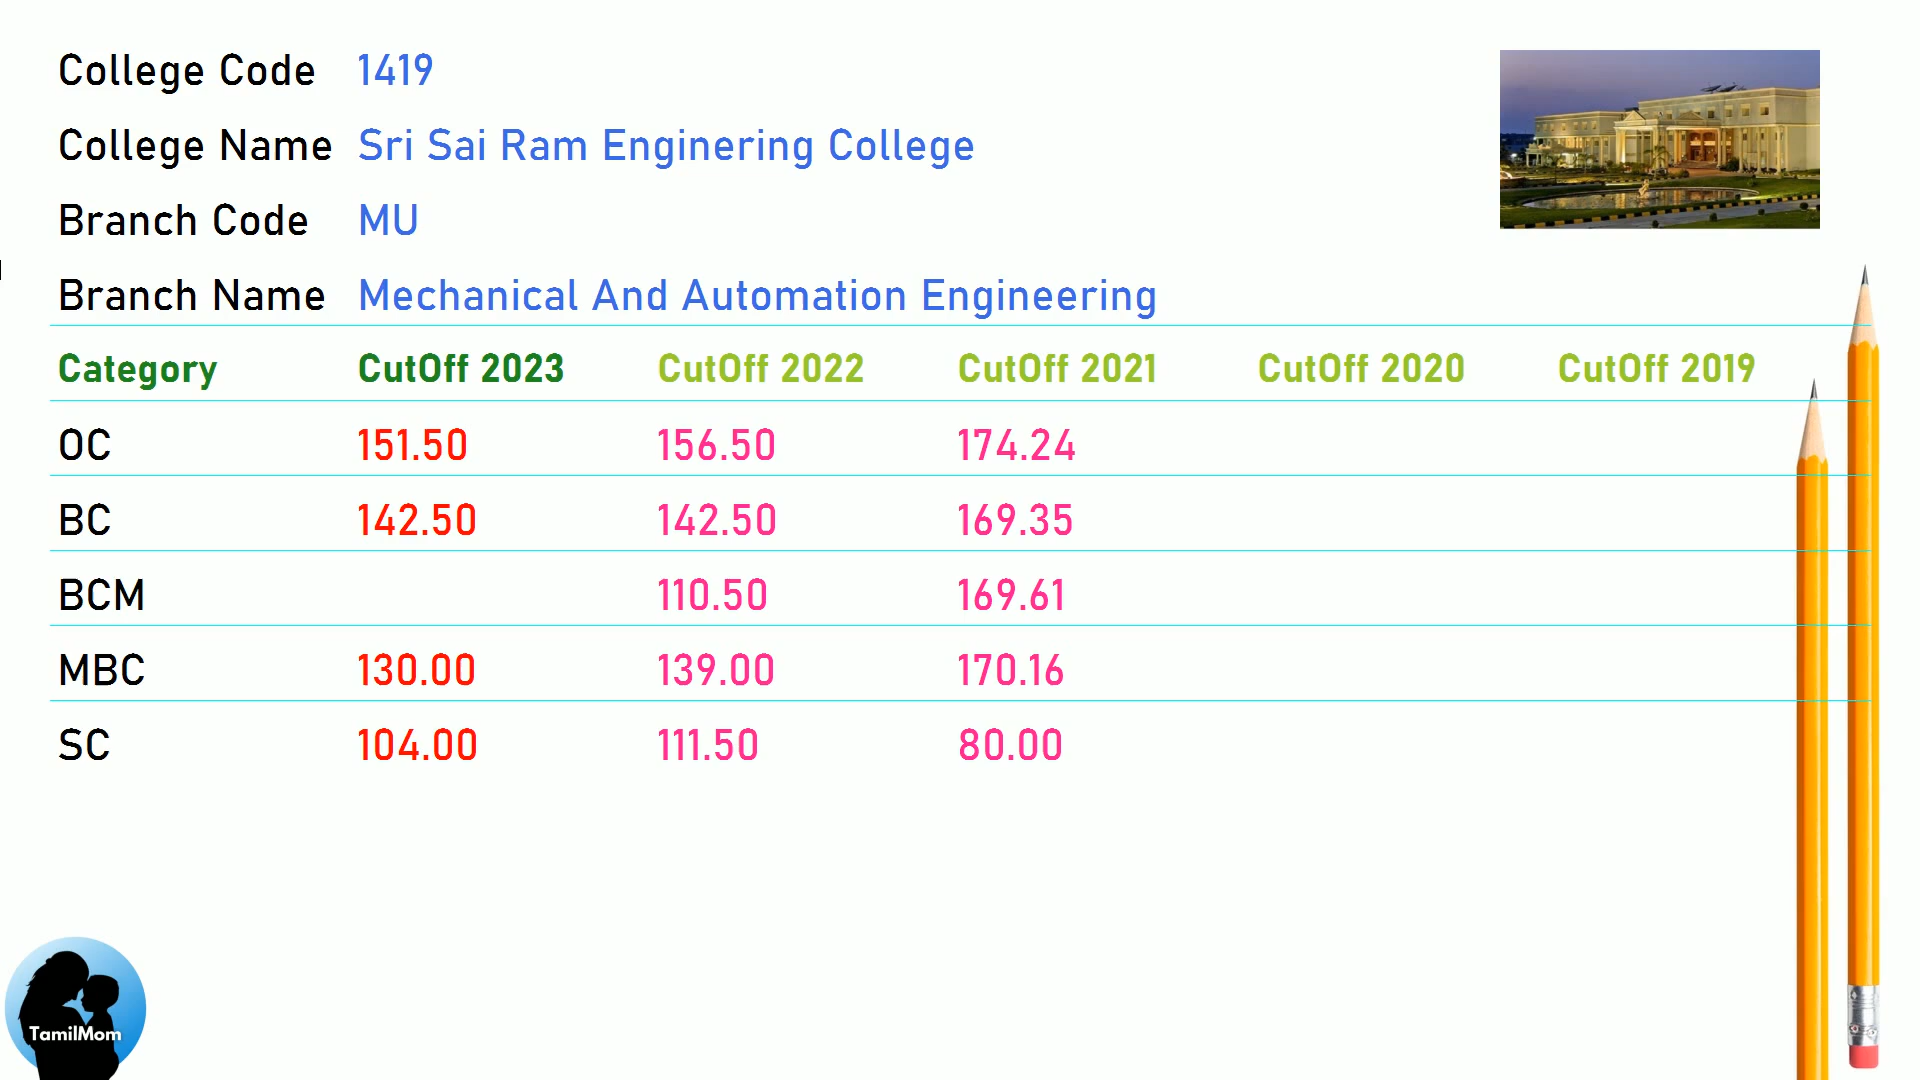 College Code 1419
College Name Sri Sai Ram Enginering College
Branch Code MU
Branch Name Mechanical And Automation Engineering
Category CutOff 2023 CutOff 2022 CutOff 2021 CutOff 2020 CutOff 2019
OC 151.50 156.50 174.24
BC 142.50 142.50 169.35
BCM 110.50 169.61
MBC 130.00 139.00 170.16
SC 104.00 111.50 80.00
TamilMom